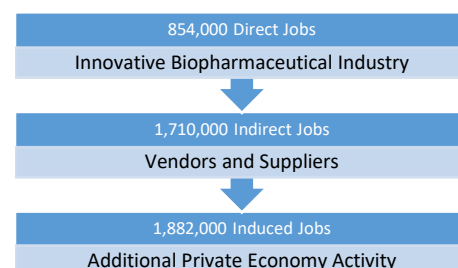 854,000 Direct Jobs
Innovative Biopharmaceutical Industry
1,710,000 Indirect Jobs
Vendors and Suppliers
1,882,000 Induced Jobs
Additional Private Economy Activity